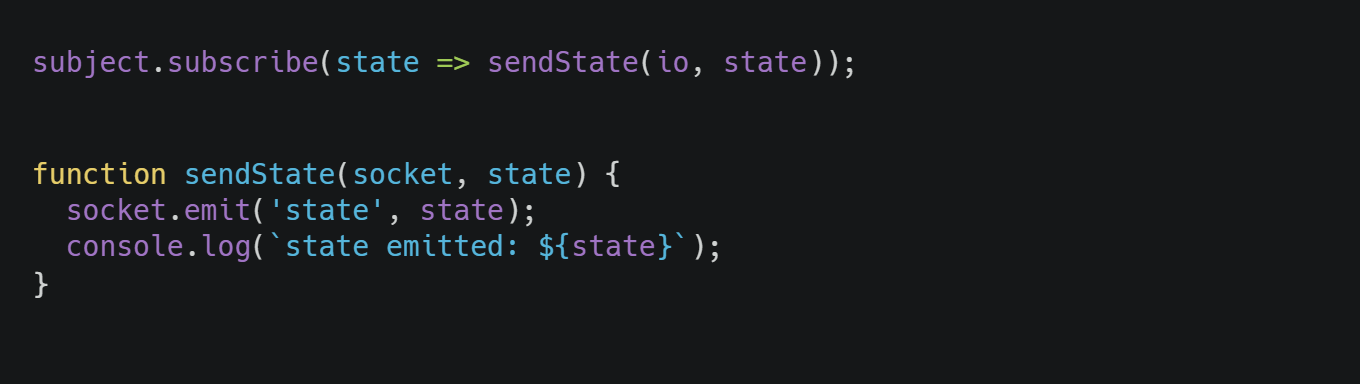 subject.subscribe(state => sendState(io, state));
function sendState(socket, state) {
  socket.emit('state', state);
  console.log(`state emitted: ${state}`);
}